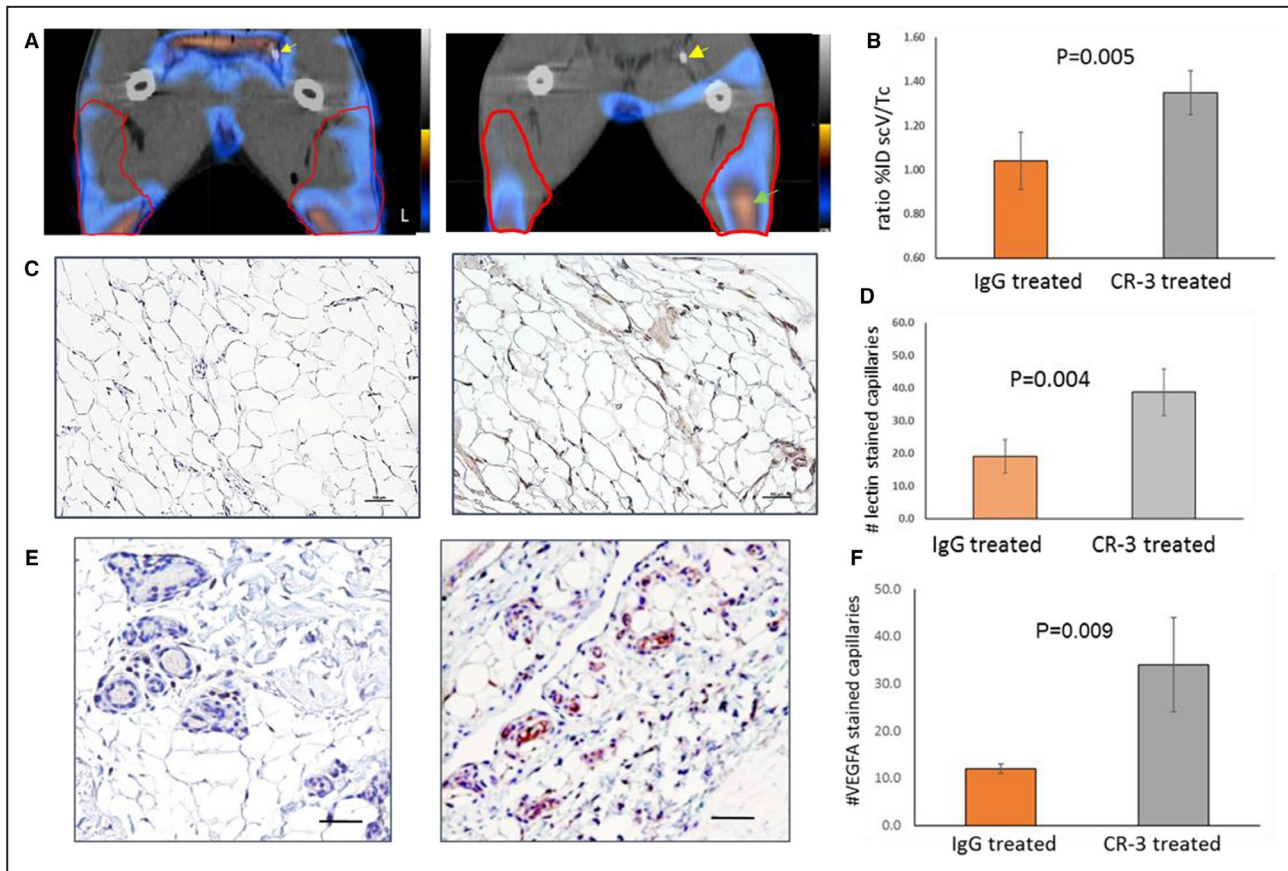 A
L
B
1.60
1.40
1.20
1.00
0.80
0.60
ratio %ID scV/Tc
P=0.005
IgG treated
CR-3 treated
C
D
60.0
50.0
40.0
30.0
20.0
10.0
0.0
# lectin stained capillaries
P=0.004
IgG treated
CR-3 treated
E
F
50.0
40.0
30.0
20.0
10.0
0.0
#VEGFA stained capillaries
P=0.009
IgG treated
CR-3 treated